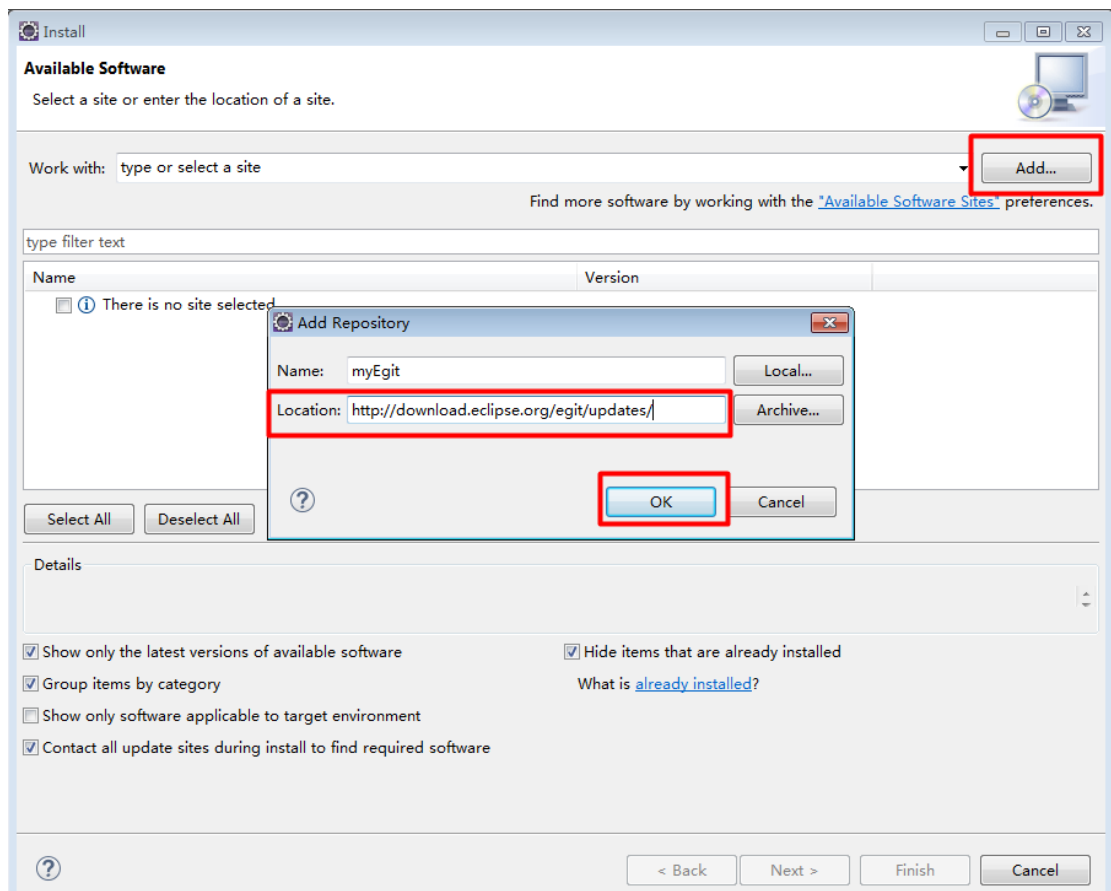 Install
Available Software
Select a site or enter the location of a site.
Work with: type or select a site Add...
Find more software by working with the "Available Software Sites" preferences.
type filter text
Name Version
There is no site selected
Add Repository
Name: myEgit Local...
Location: http://download.eclipse.org/egit/updates/ Archive...
OK Cancel
Select All Deselect All
Details
Show only the latest versions of available software Hide items that are already installed
Group items by category What is already installed?
Show only software applicable to target environment
Contact all update sites during install to find required software
< Back Next > Finish Cancel